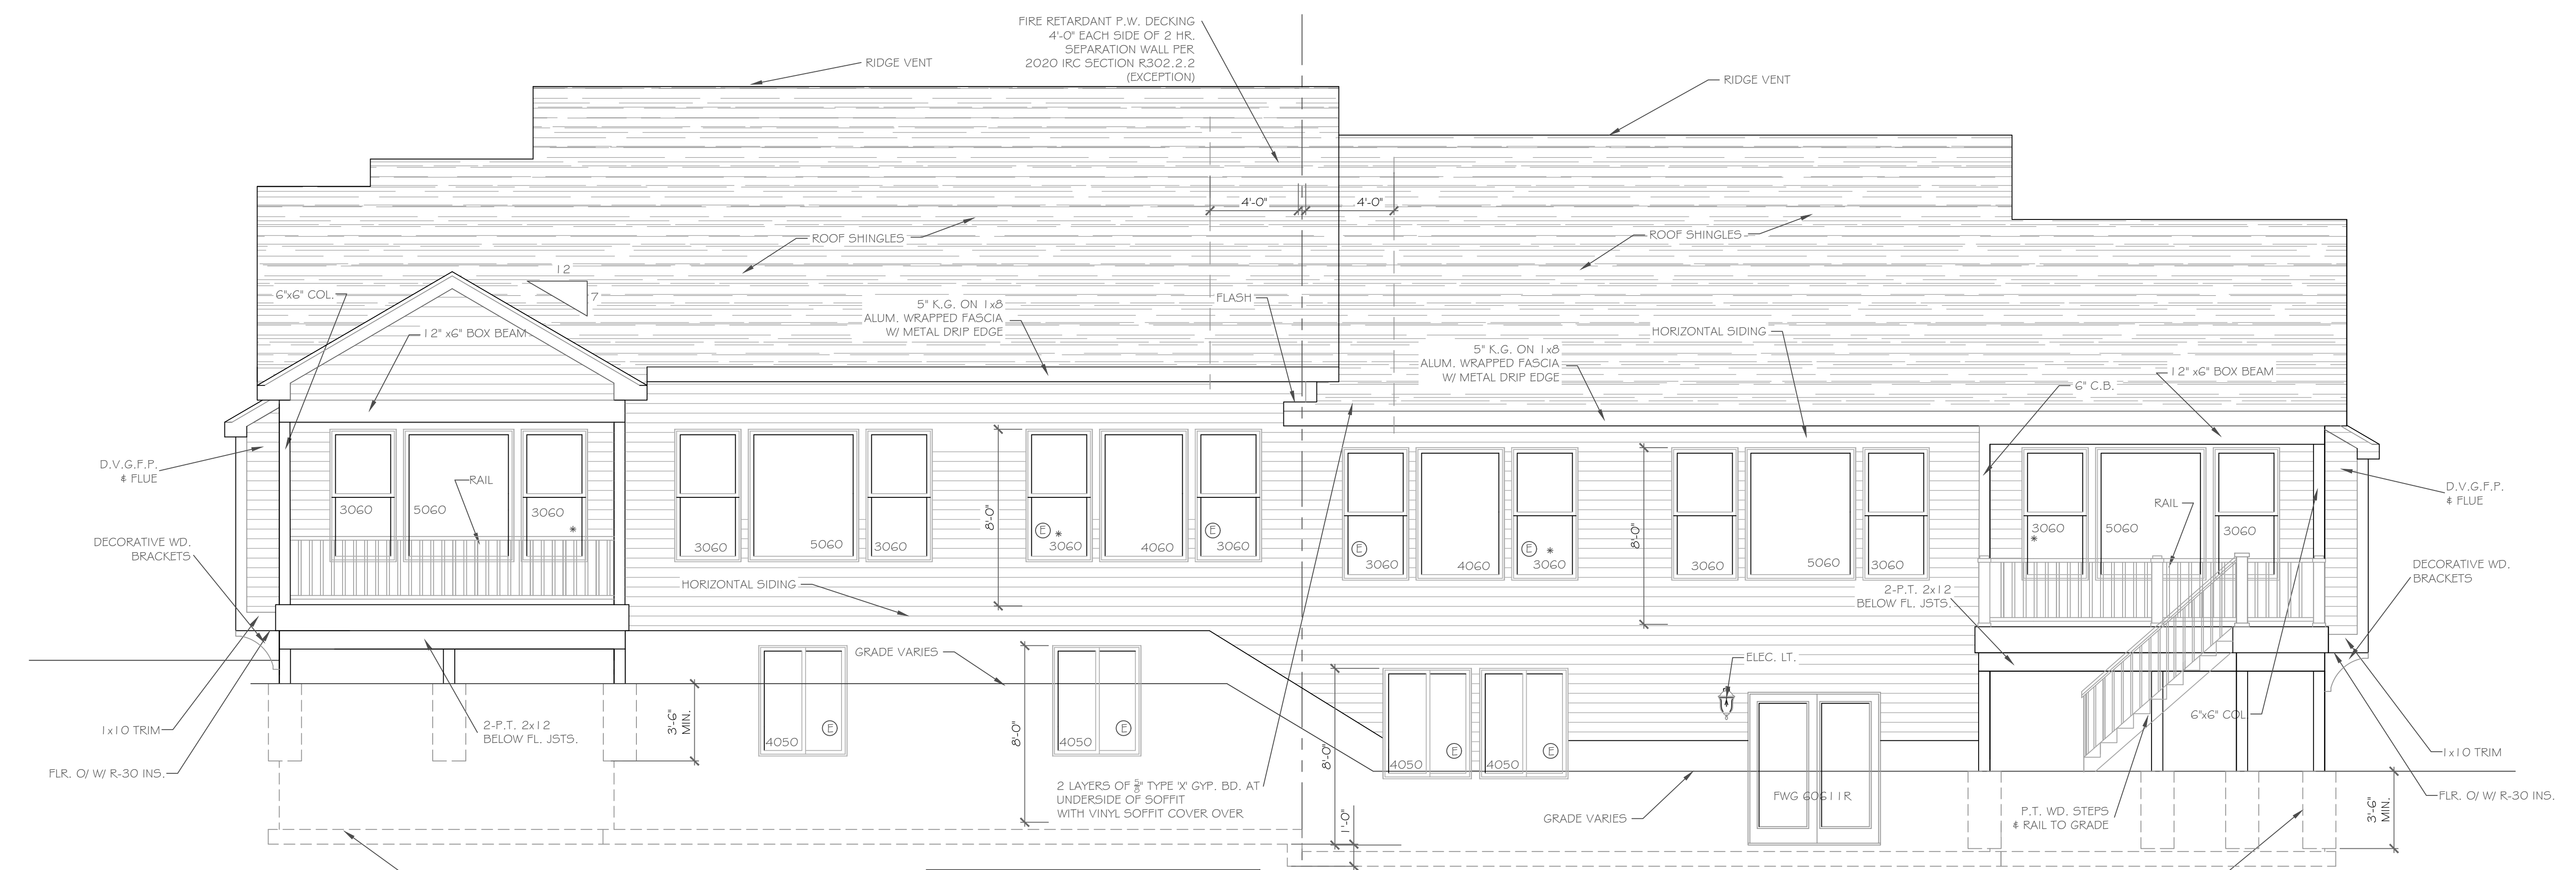 FIRE RETARDANT P.W. DECKING
4'-0" EACH SIDE OF 2 HR.
SEPARATION WALL PER
2020 IRC SECTION R302.2.2
(EXCEPTION)
RIDGE VENT
RIDGE VENT
4'-0"
4'-0"
ROOF SHINGLES
ROOF SHINGLES
12
7
6"x6" COL.
12" x6" BOX BEAM
5" K.G. ON 1x8
ALUM. WRAPPED FASCIA
W/ METAL DRIP EDGE
FLASH
HORIZONTAL SIDING
5" K.G. ON 1x8
ALUM. WRAPPED FASCIA
W/ METAL DRIP EDGE
12" x6" BOX BEAM
6" C.B.
D.V.G.F.P.
& FLUE
RAIL
3060
5060
3060
*
8'-0"
3060
5060
3060
E
*
3060
4060
E
3060
E
3060
4060
E
*
3060
8'-0"
3060
5060
3060
RAIL
3060
*
5060
3060
D.V.G.F.P.
& FLUE
DECORATIVE WD.
BRACKETS
DECORATIVE WD.
BRACKETS
HORIZONTAL SIDING
2-P.T. 2x12
BELOW FL. JSTS.
GRADE VARIES
ELEC. LT.
1x10 TRIM
2-P.T. 2x12
BELOW FL. JSTS.
3'-6"
MIN.
4050
E
8'-0"
4050
E
8'-0"
4050
E
4050
E
6"x6" COL.
1x10 TRIM
FLR. O/ W/ R-30 INS.
2 LAYERS OF 5/8" TYPE 'X' GYP. BD. AT
UNDERSIDE OF SOFFIT
WITH VINYL SOFFIT COVER OVER
1'-0"
GRADE VARIES
FWG 60611R
P.T. WD. STEPS
& RAIL TO GRADE
3'-6"
MIN.
FLR. O/ W/ R-30 INS.